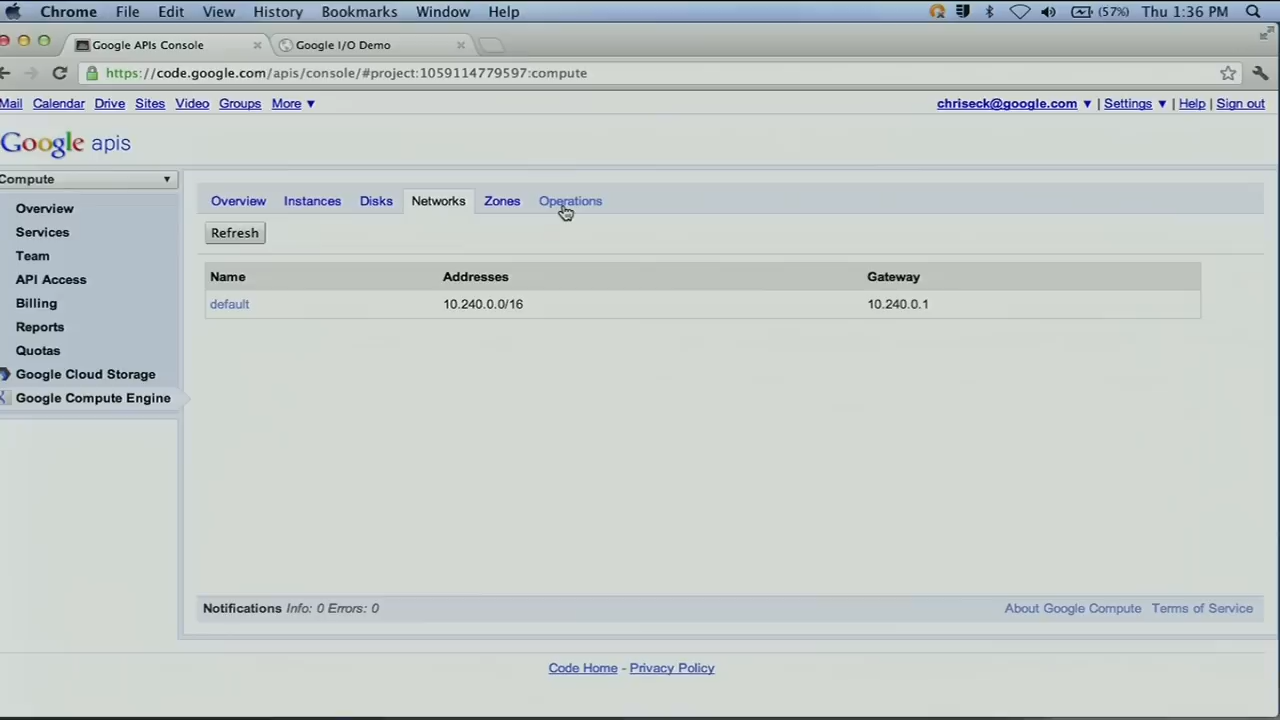 Chrome File Edit View History Bookmarks Window Help (57%) Thu 1:36 PM
Google APIs Console Google I/O Demo
https://code.google.com/apis/console/#project:1059114779597:compute
Mail Calendar Drive Sites Video Groups More ▼ chriseck@google.com ▼ | Settings ▼ | Help | Sign out
Google apis
Compute ▼
Overview Instances Disks Networks Zones Operations
Overview
Services
Team
API Access
Billing
Reports
Quotas
Google Cloud Storage
Google Compute Engine
Refresh
Name Addresses Gateway
default 10.240.0.0/16 10.240.0.1
Notifications Info: 0 Errors: 0 About Google Compute Terms of Service
Code Home - Privacy Policy